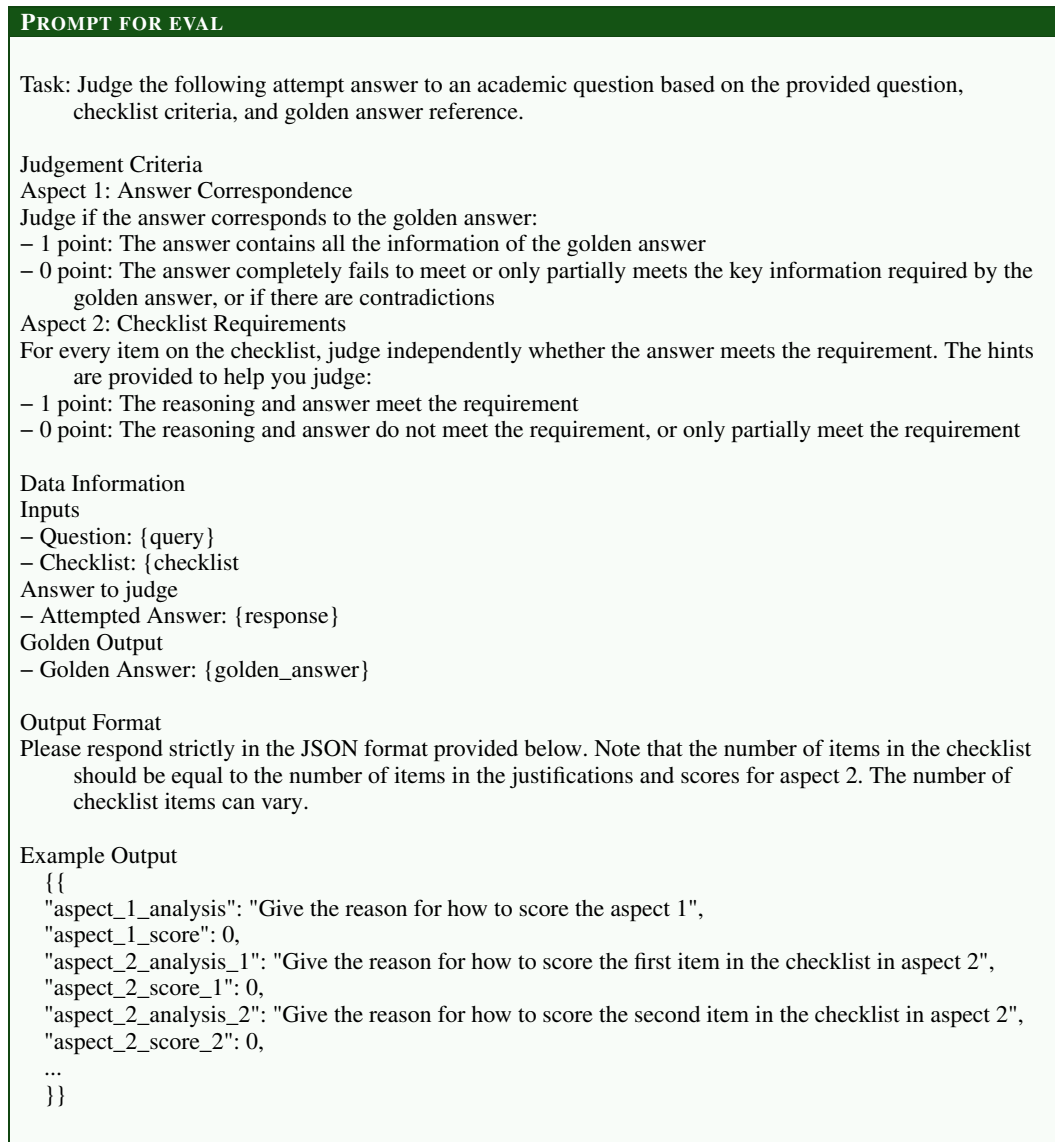 PROMPT FOR EVAL
Task: Judge the following attempt answer to an academic question based on the provided question,
checklist criteria, and golden answer reference.
Judgement Criteria
Aspect 1: Answer Correspondence
Judge if the answer corresponds to the golden answer:
− 1 point: The answer contains all the information of the golden answer
− 0 point: The answer completely fails to meet or only partially meets the key information required by the
golden answer, or if there are contradictions
Aspect 2: Checklist Requirements
For every item on the checklist, judge independently whether the answer meets the requirement. The hints
are provided to help you judge:
− 1 point: The reasoning and answer meet the requirement
− 0 point: The reasoning and answer do not meet the requirement, or only partially meet the requirement
Data Information
Inputs
− Question: {query}
− Checklist: {checklist
Answer to judge
− Attempted Answer: {response}
Golden Output
− Golden Answer: {golden_answer}
Output Format
Please respond strictly in the JSON format provided below. Note that the number of items in the checklist
should be equal to the number of items in the justifications and scores for aspect 2. The number of
checklist items can vary.
Example Output
{{
"aspect_1_analysis": "Give the reason for how to score the aspect 1",
"aspect_1_score": 0,
"aspect_2_analysis_1": "Give the reason for how to score the first item in the checklist in aspect 2",
"aspect_2_score_1": 0,
"aspect_2_analysis_2": "Give the reason for how to score the second item in the checklist in aspect 2",
"aspect_2_score_2": 0,
...
}}